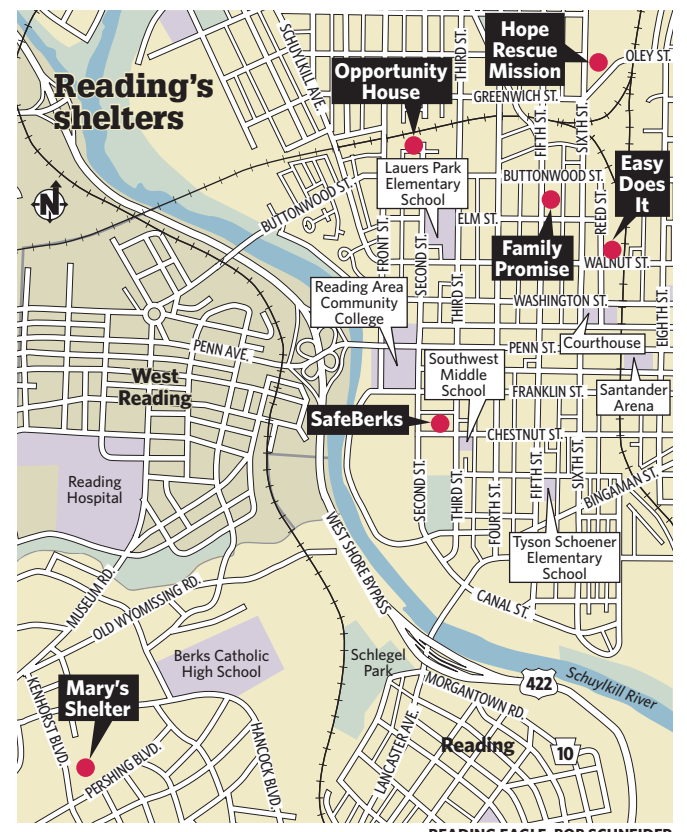 Reading's
shelters
N
SCHUYLKILL AVE.
THIRD ST.
Hope
Rescue
Mission
OLEY ST.
Opportunity
House
GREENWICH ST.
FIFTH ST.
SIXTH ST.
Lauers Park
Elementary
School
BUTTONWOOD ST.
BUTTONWOOD ST.
Easy
Does
It
REED ST.
ELM ST.
FRONT ST.
SECOND ST.
Family
Promise
WALNUT ST.
THIRD ST.
Reading Area
Community
College
WASHINGTON ST.
EIGHTH ST.
Courthouse
PENN AVE.
PENN ST.
Southwest
Middle
School
West
Reading
FRANKLIN ST.
Santander
Arena
SafeBerks
CHESTNUT ST.
Reading
Hospital
SECOND ST.
THIRD ST.
FOURTH ST.
FIFTH ST.
SIXTH ST.
BINGAMAN ST.
WEST SHORE BYPASS
Tyson Schoener
Elementary
School
MUSEUM RD.
OLD WYOMISSING RD.
CANAL ST.
Berks Catholic
High School
Schlegel
Park
Schuylkill River
422
MORGANTOWN RD.
Mary's
Shelter
KENHORST BLVD.
PERSHING BLVD.
HANCOCK BLVD.
LANCASTER AVE.
Reading
10
READING EAGLE: BOB SCHNEIDER